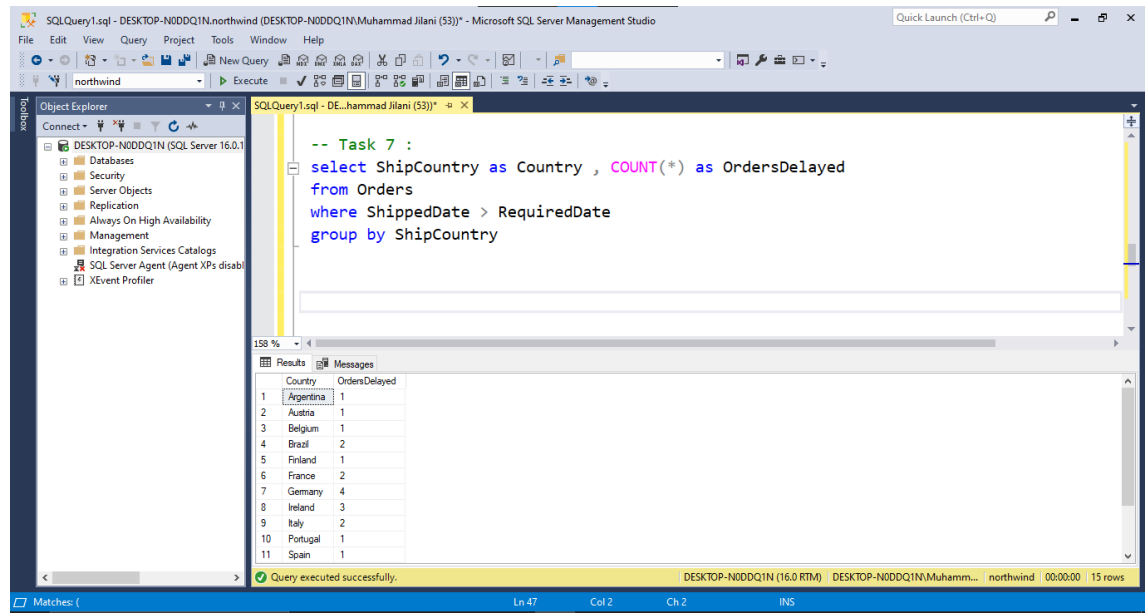 SQLQuery1.sql - DESKTOP-N0DDQ1N.northwind (DESKTOP-N0DDQ1N\Muhammad Jilani (53))* - Microsoft SQL Server Management Studio
Quick Launch (Ctrl+Q)
File Edit View Query Project Tools Window Help
New Query
northwind
Execute
Toolbox
Object Explorer
SQLQuery1.sql - DE...hammad Jilani (53))*
Connect
DESKTOP-N0DDQ1N (SQL Server 16.0.1
Databases
Security
Server Objects
Replication
Always On High Availability
Management
Integration Services Catalogs
SQL Server Agent (Agent XPs disabl
XEvent Profiler
-- Task 7 :
select ShipCountry as Country , COUNT(*) as OrdersDelayed
from Orders
where ShippedDate > RequiredDate
group by ShipCountry
158 %
Results Messages
Country OrdersDelayed
1 Argentina 1
2 Austria 1
3 Belgium 1
4 Brazil 2
5 Finland 1
6 France 2
7 Germany 4
8 Ireland 3
9 Italy 2
10 Portugal 1
11 Spain 1
Query executed successfully.
DESKTOP-N0DDQ1N (16.0 RTM) DESKTOP-N0DDQ1N\Muhamm... northwind 00:00:00 15 rows
Matches: (
Ln 47 Col 2 Ch 2 INS